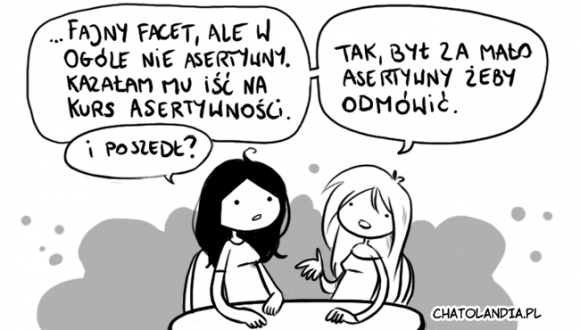 ...FAJNY FACET, ALE W
OGÓLE NIE ASERTYWNY.
KAZAŁAM MU IŚĆ NA
KURS ASERTYWNOŚCI.
I POSZEDŁ?
TAK, BYŁ ZA MAŁO
ASERTYWNY ŻEBY
ODMÓWIĆ.
CHATOLANDIA.PL